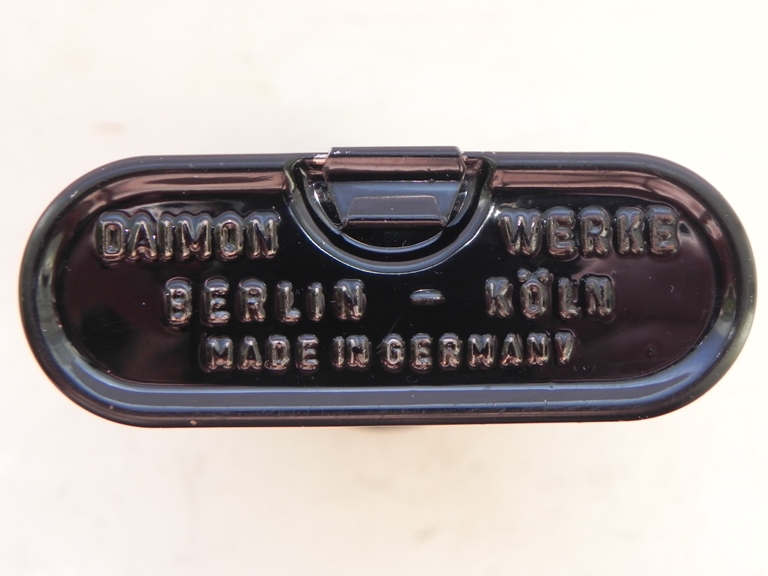 DAIMON WERKE
BERLIN - KÖLN
MADE IN GERMANY